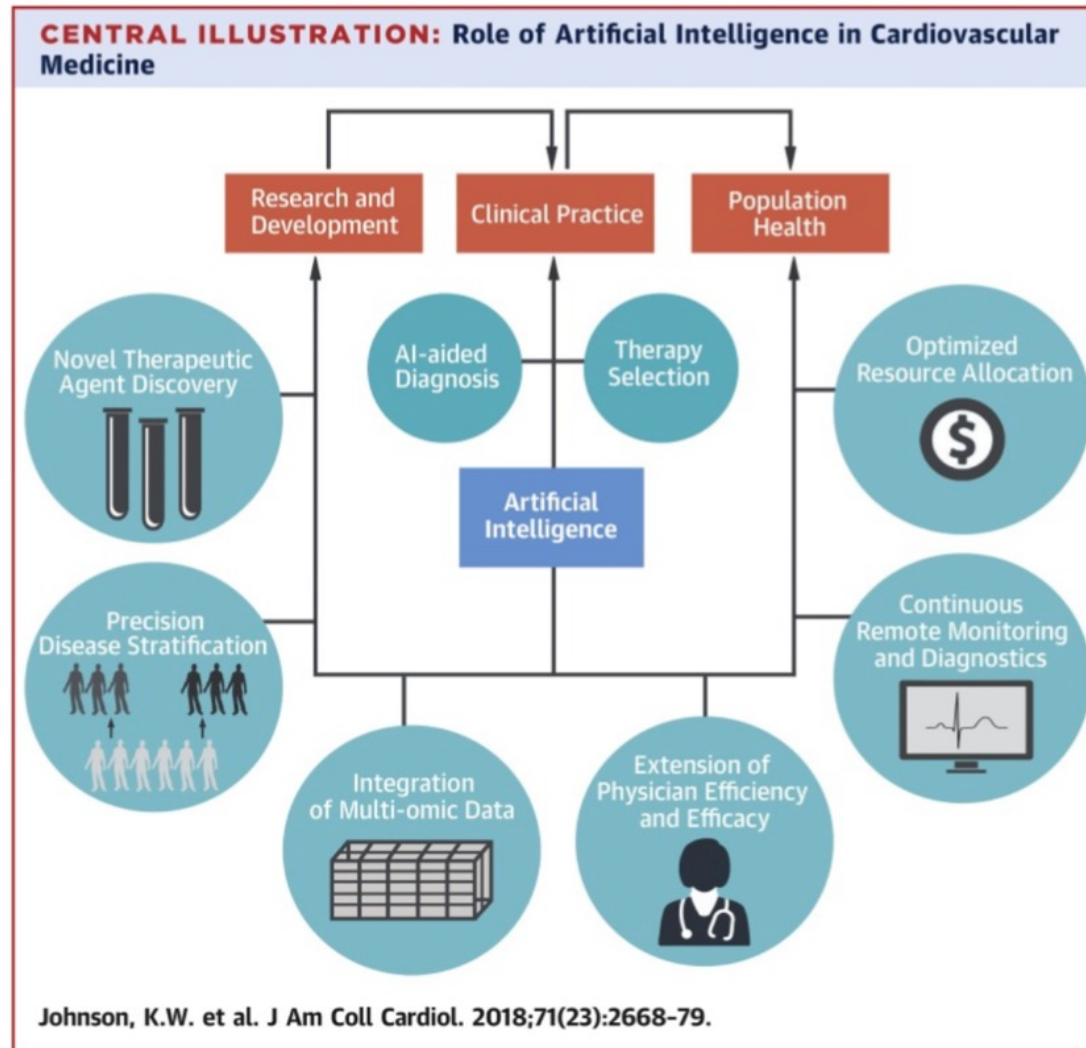 CENTRAL ILLUSTRATION: Role of Artificial Intelligence in Cardiovascular
Medicine
Research and
Development
Clinical Practice
Population
Health
Novel Therapeutic
Agent Discovery
AI-aided
Diagnosis
Therapy
Selection
Optimized
Resource Allocation
$
Artificial
Intelligence
Precision
Disease Stratification
Continuous
Remote Monitoring
and Diagnostics
Integration
of Multi-omic Data
Extension of
Physician Efficiency
and Efficacy
Johnson, K.W. et al. J Am Coll Cardiol. 2018;71(23):2668–79.